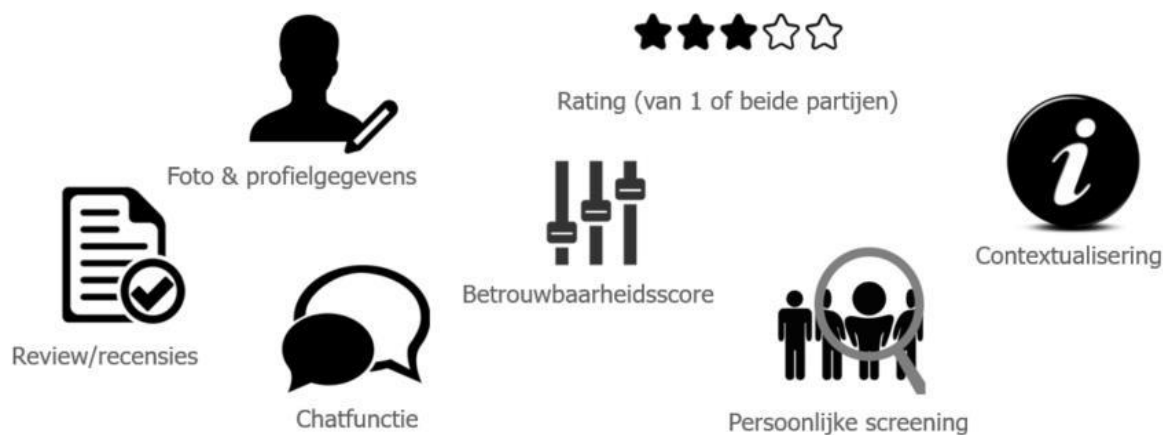 Rating (van 1 of beide partijen)
Foto & profielgegevens
Contextualisering
Betrouwbaarheidsscore
Review/recensies
Chatfunctie
Persoonlijke screening